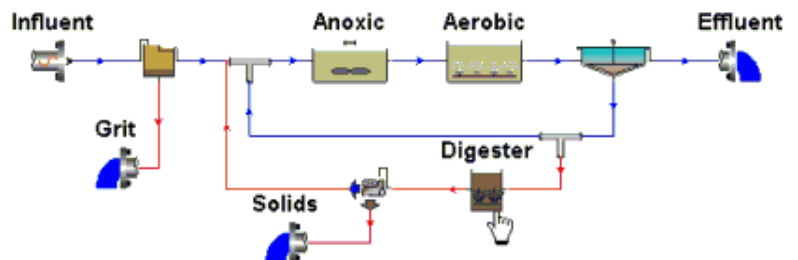 Influent
Anoxic
Aerobic
Effluent
Grit
Digester
Solids